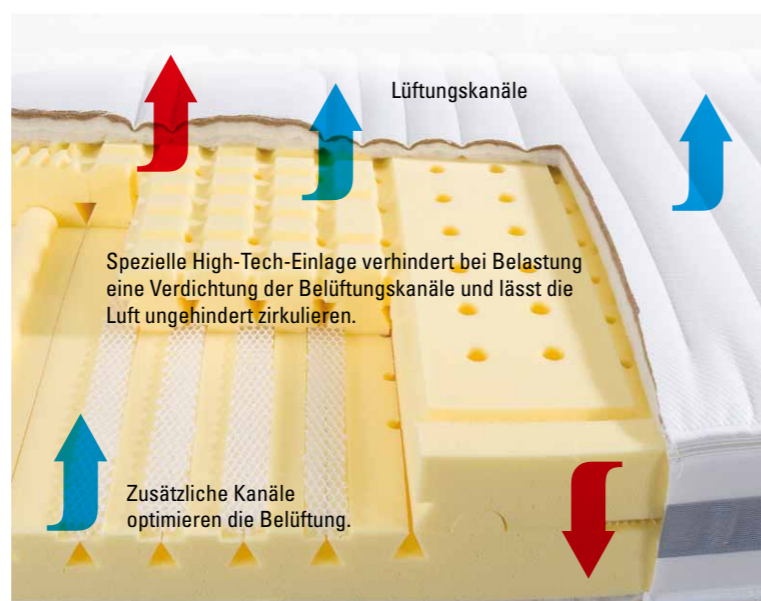 Lüftungskanäle
Spezielle High-Tech-Einlage verhindert bei Belastung
eine Verdichtung der Belüftungskanäle und lässt die
Luft ungehindert zirkulieren.
Zusätzliche Kanäle
optimieren die Belüftung.